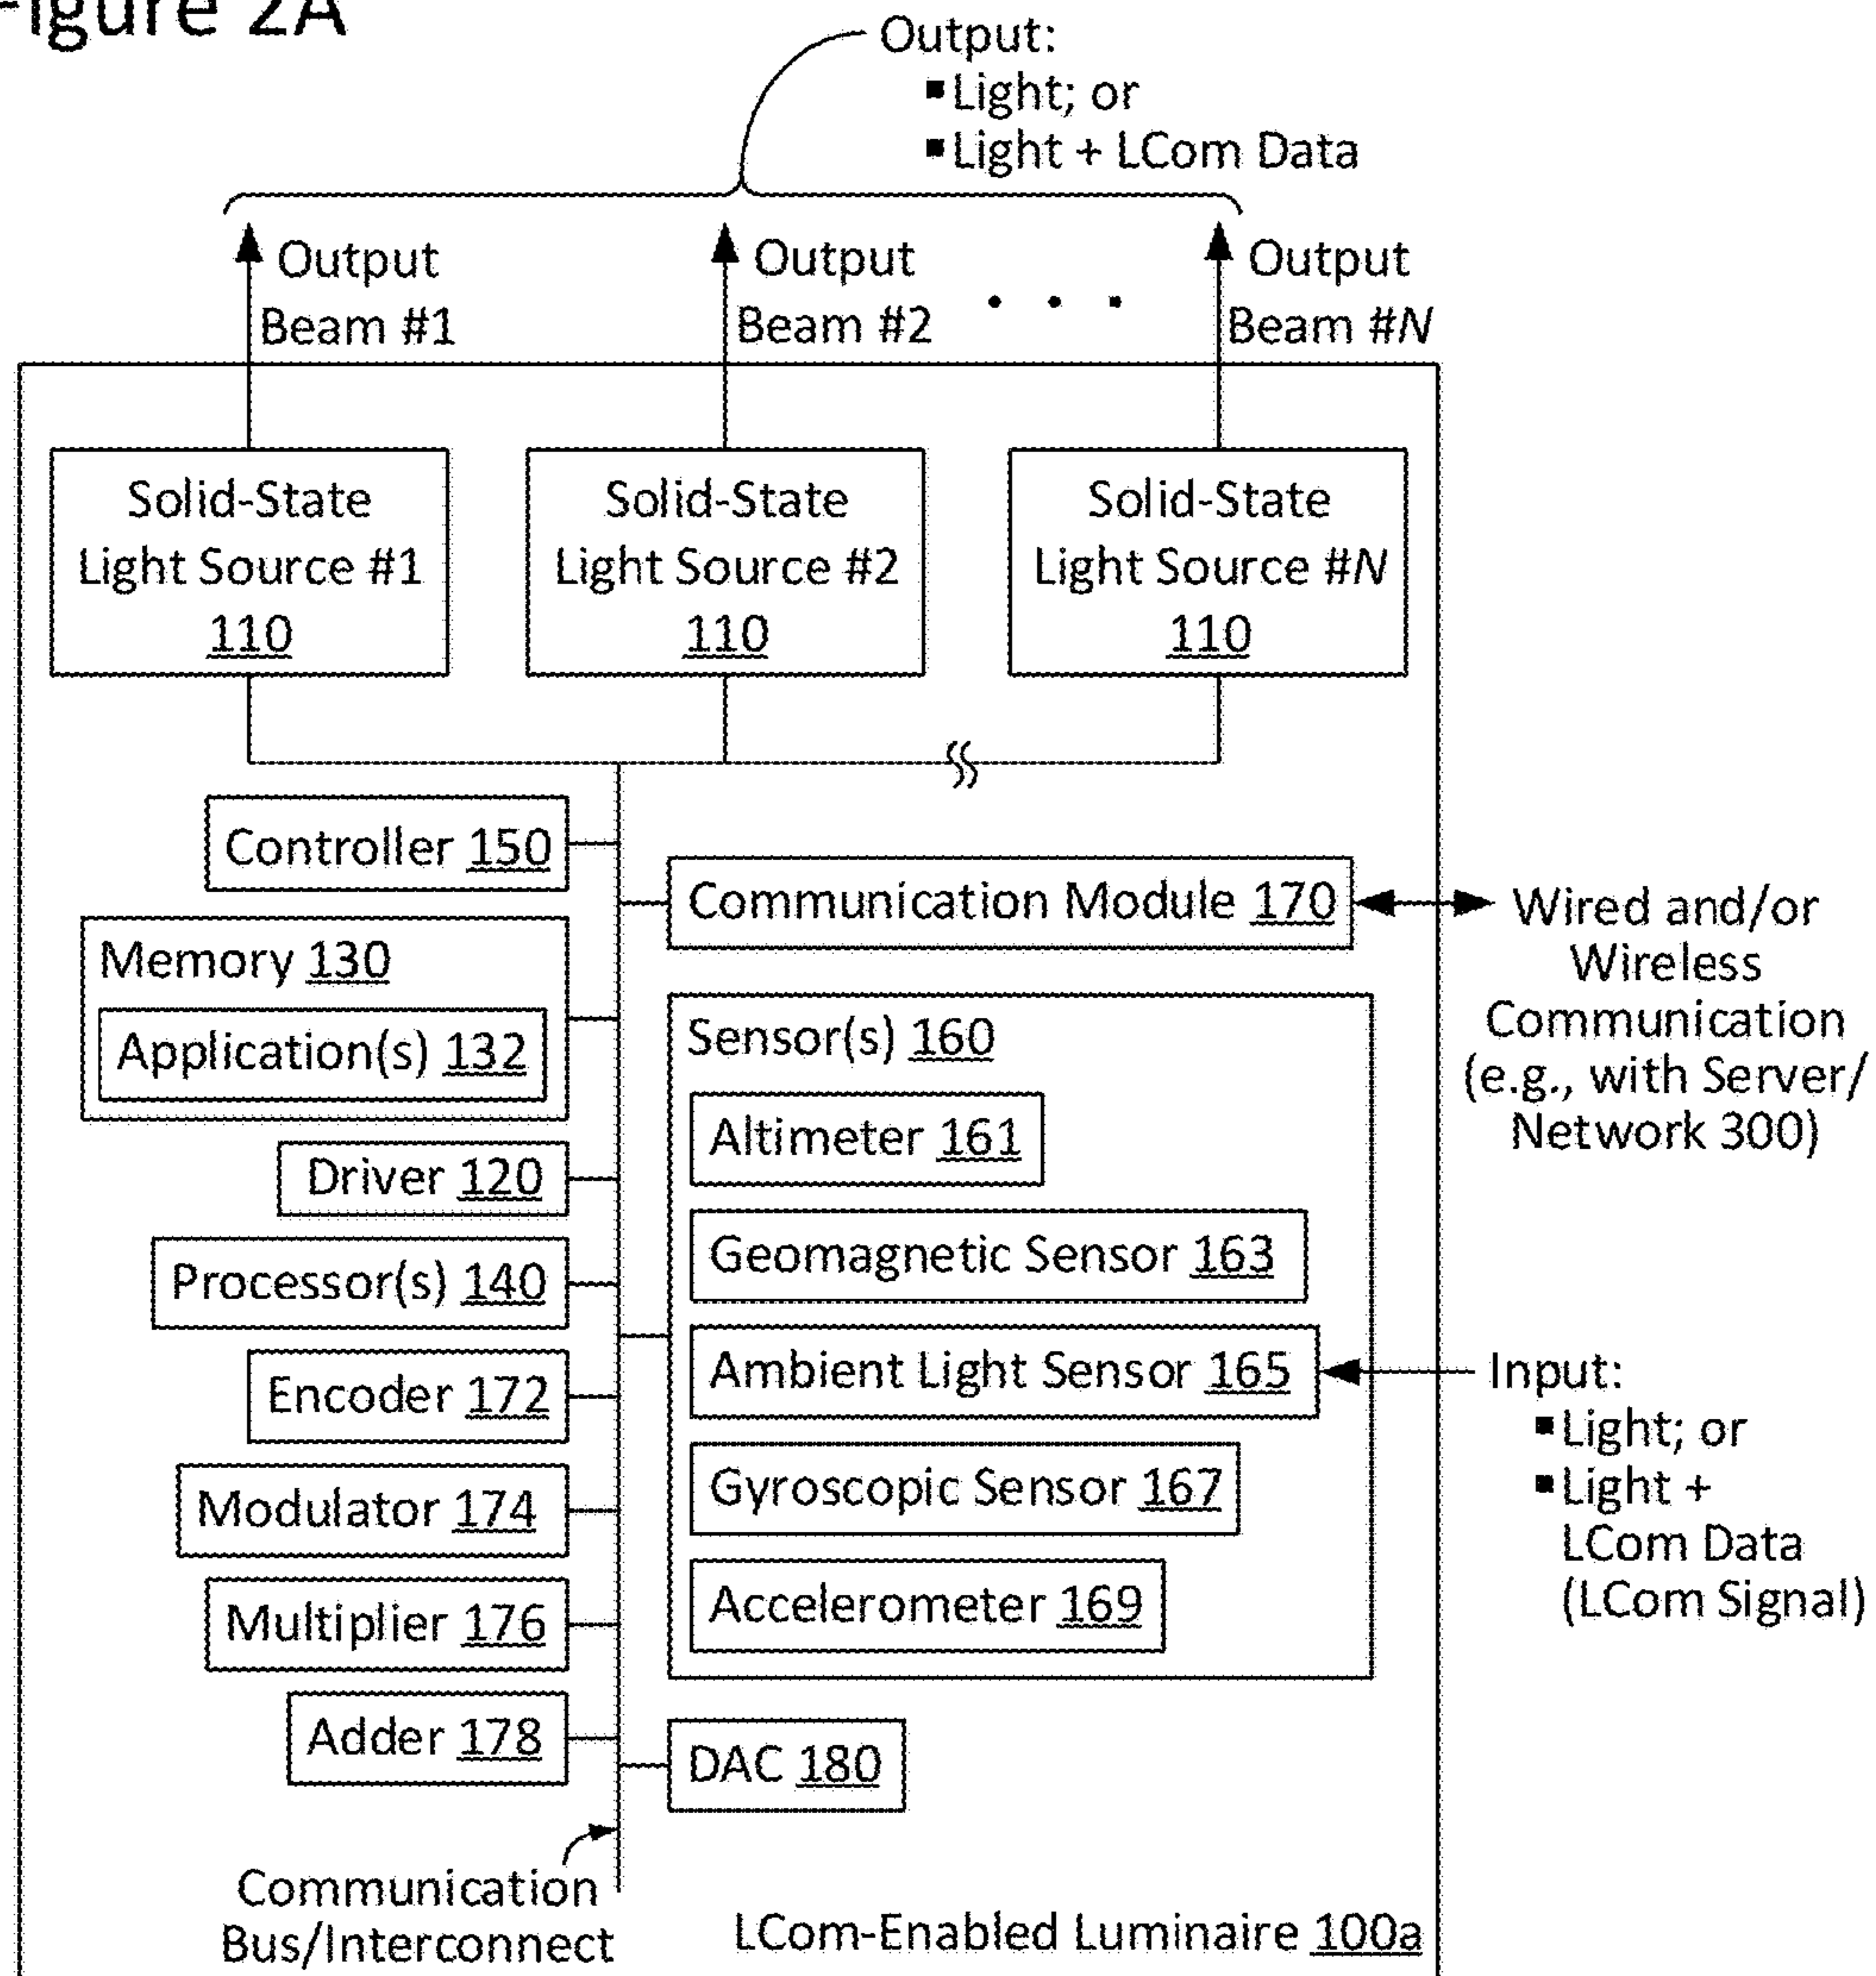 Figure 2A
Output:
▪Light; or
▪Light + LCom Data
Output
Beam #1
Output
Beam #2
. . .
Output
Beam #N
Solid-State
Light Source #1
110
Solid-State
Light Source #2
110
Solid-State
Light Source #N
110
Controller 150
Communication Module 170
Wired and/or
Wireless
Communication
(e.g., with Server/
Network 300)
Memory 130
Application(s) 132
Driver 120
Processor(s) 140
Encoder 172
Modulator 174
Multiplier 176
Adder 178
Sensor(s) 160
Altimeter 161
Geomagnetic Sensor 163
Ambient Light Sensor 165
Gyroscopic Sensor 167
Accelerometer 169
Input:
▪Light; or
▪Light +
LCom Data
(LCom Signal)
DAC 180
Communication
Bus/Interconnect
LCom-Enabled Luminaire 100a